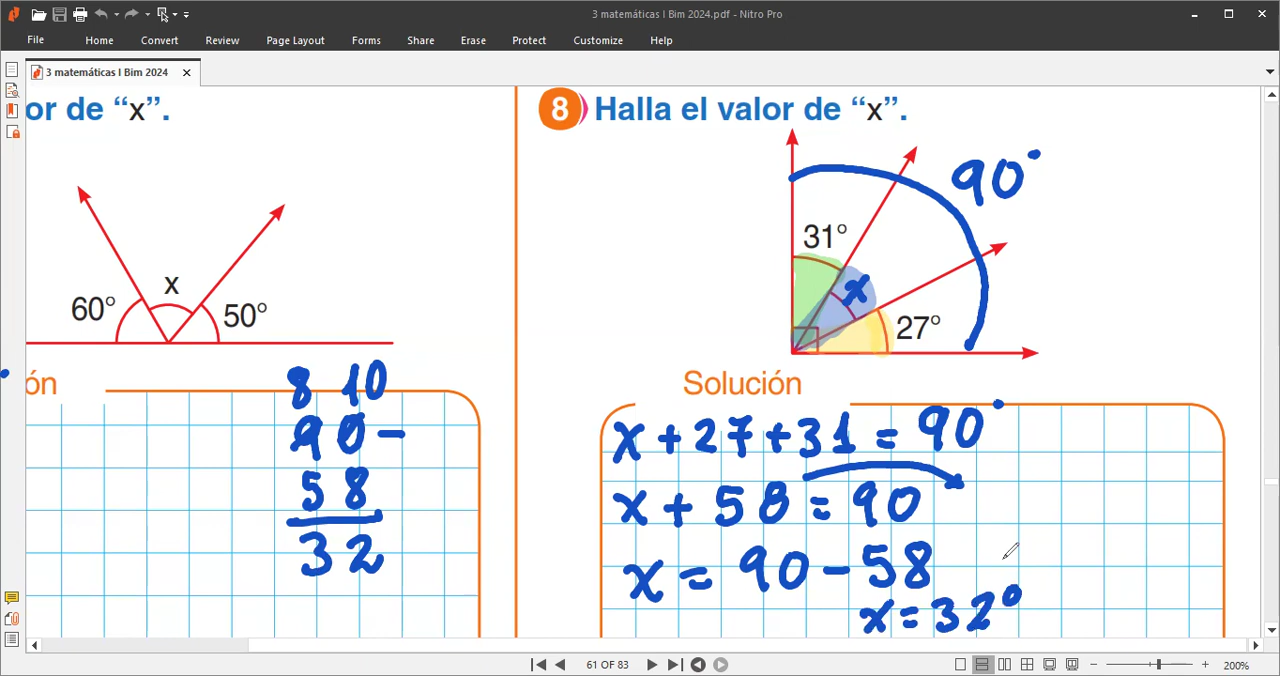 3 matemáticas I Bim 2024.pdf - Nitro Pro
File Home Convert Review Page Layout Forms Share Erase Protect Customize Help
3 matemáticas I Bim 2024
or de “x”.
60°
x
50°
ón
8 10
90 -
58
32
8 Halla el valor de “x”.
90°
31°
x
27°
Solución
x + 27 + 31 = 90°
x + 58 = 90
x = 90 - 58
x = 32°
61 OF 83
200%